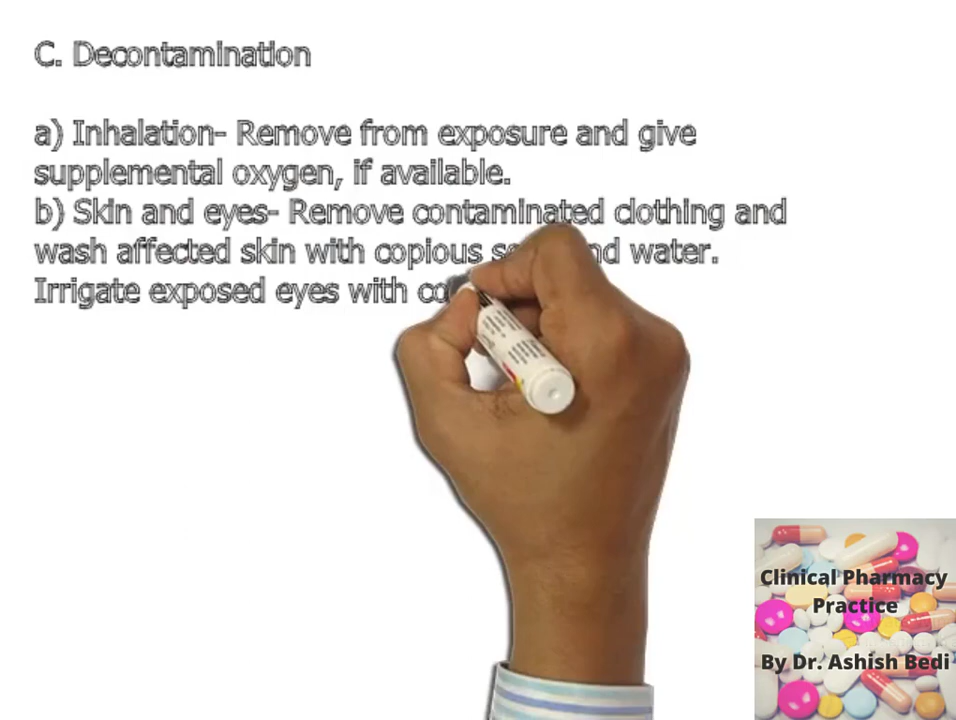 C. Decontamination
a) Inhalation- Remove from exposure and give
supplemental oxygen, if available.
b) Skin and eyes- Remove contaminated clothing and
wash affected skin with copious water.
Irrigate exposed eyes with
Clinical Pharmacy
Practice
By Dr. Ashish Bedi